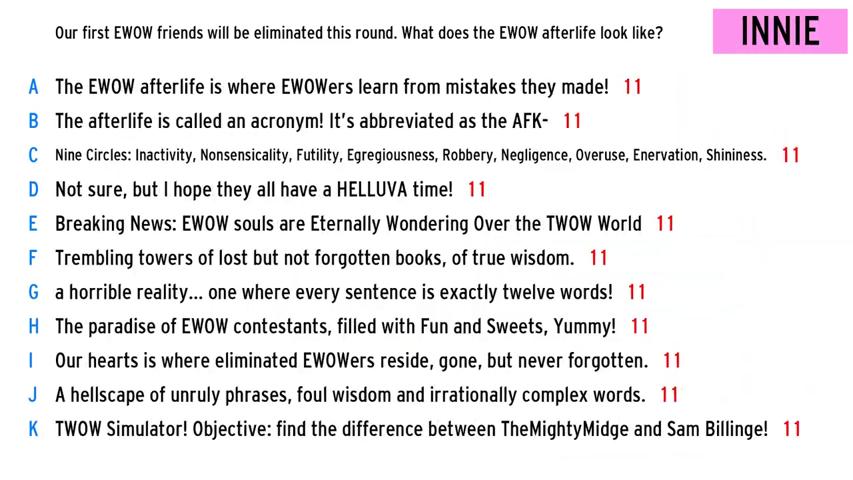 Our first EWOW friends will be eliminated this round. What does the EWOW afterlife look like?
INNIE
A The EWOW afterlife is where EWOWers learn from mistakes they made! 11
B The afterlife is called an acronym! It's abbreviated as the AFK- 11
C Nine Circles: Inactivity, Nonsensicality, Futility, Egregiousness, Robbery, Negligence, Overuse, Enervation, Shininess. 11
D Not sure, but I hope they all have a HELLUVA time! 11
E Breaking News: EWOW souls are Eternally Wondering Over the TWOW World 11
F Trembling towers of lost but not forgotten books, of true wisdom. 11
G a horrible reality... one where every sentence is exactly twelve words! 11
H The paradise of EWOW contestants, filled with Fun and Sweets, Yummy! 11
I Our hearts is where eliminated EWOWers reside, gone, but never forgotten. 11
J A hellscape of unruly phrases, foul wisdom and irrationally complex words. 11
K TWOW Simulator! Objective: find the difference between TheMightyMidge and Sam Billinge! 11